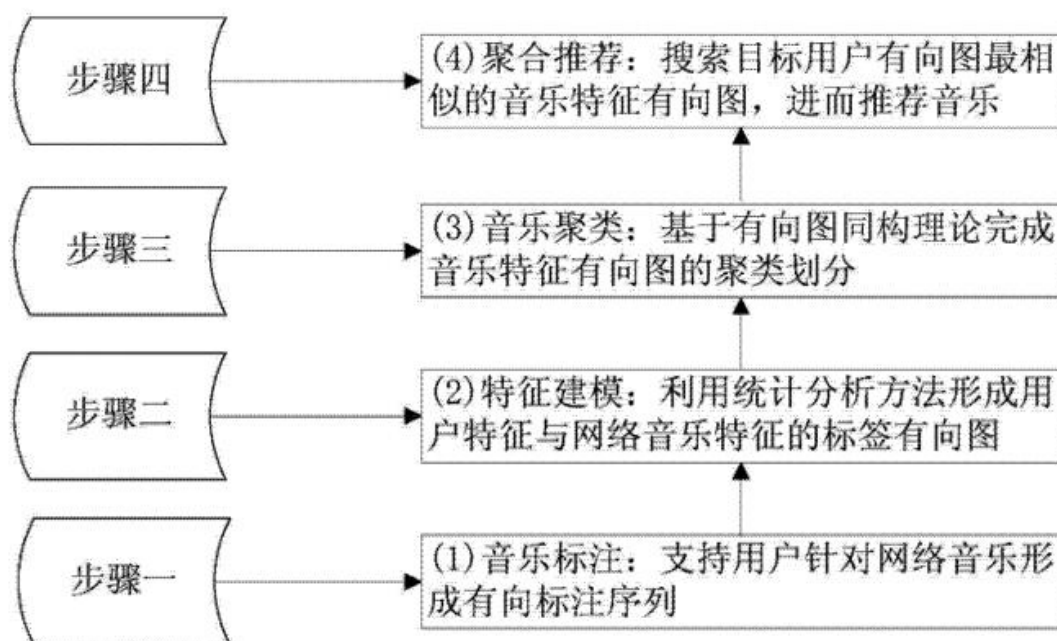 步骤四
(4)聚合推荐：搜索目标用户有向图最相
似的音乐特征有向图，进而推荐音乐
步骤三
(3)音乐聚类：基于有向图同构理论完成
音乐特征有向图的聚类划分
步骤二
(2)特征建模：利用统计分析方法形成用
户特征与网络音乐特征的标签有向图
步骤一
(1)音乐标注：支持用户针对网络音乐形
成有向标注序列